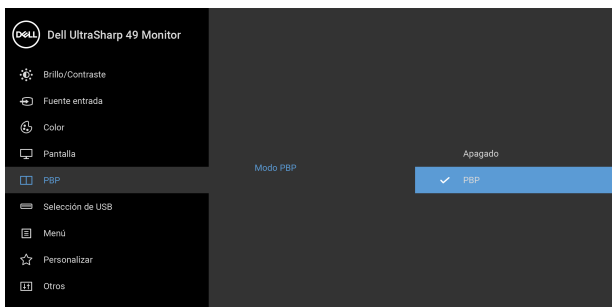 DELL
Dell UltraSharp 49 Monitor
Brillo/Contraste
Fuente entrada
Color
Pantalla
PBP
Selección de USB
Menú
Personalizar
Otros
Modo PBP
Apagado
PBP